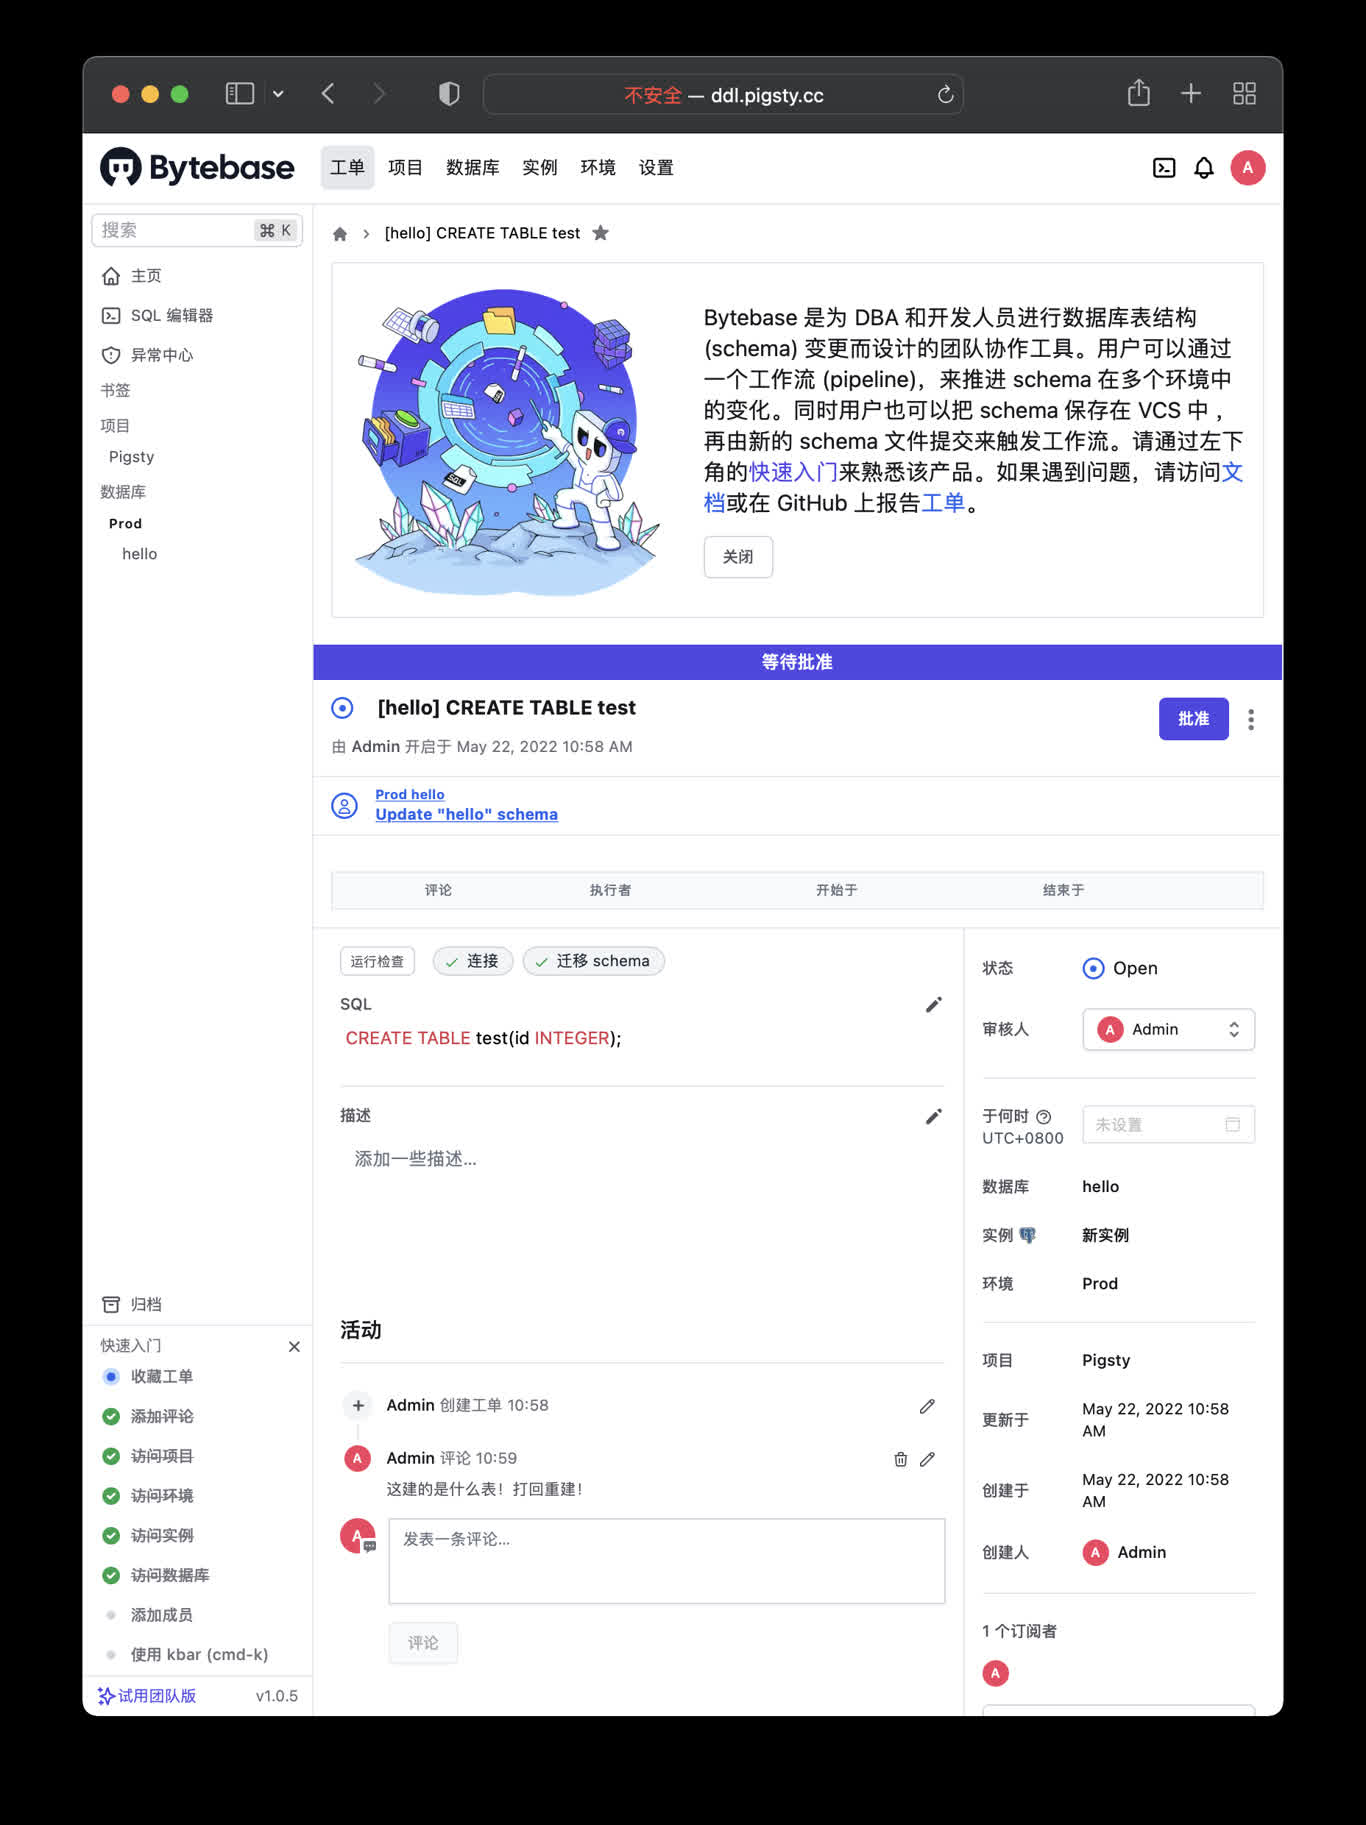 不安全 — ddl.pigsty.cc
Bytebase
工单 项目 数据库 实例 环境 设置
A
搜索 ⌘ K
主页
SQL 编辑器
异常中心
书签
项目
Pigsty
数据库
Prod
hello
归档
快速入门
收藏工单
添加评论
访问项目
访问环境
访问实例
访问数据库
添加成员
使用 kbar (cmd-k)
试用团队版 v1.0.5
[hello] CREATE TABLE test
SQL
Bytebase 是为 DBA 和开发人员进行数据库表结构
(schema) 变更而设计的团队协作工具。用户可以通过
一个工作流 (pipeline)，来推进 schema 在多个环境中
的变化。同时用户也可以把 schema 保存在 VCS 中，
再由新的 schema 文件提交来触发工作流。请通过左下
角的快速入门来熟悉该产品。如果遇到问题，请访问文
档或在 GitHub 上报告工单。
关闭
等待批准
[hello] CREATE TABLE test
由 Admin 开启于 May 22, 2022 10:58 AM
批准
Prod hello
Update "hello" schema
评论 执行者 开始于 结束于
运行检查 连接 迁移 schema
SQL
CREATE TABLE test(id INTEGER);
描述
添加一些描述...
活动
Admin 创建工单 10:58
A Admin 评论 10:59
这建的是什么表！打回重建！
A 发表一条评论...
评论
状态 Open
审核人 A Admin
于何时 未设置
UTC+0800
数据库 hello
实例 新实例
环境 Prod
项目 Pigsty
更新于 May 22, 2022 10:58
AM
创建于 May 22, 2022 10:58
AM
创建人 A Admin
1 个订阅者
A